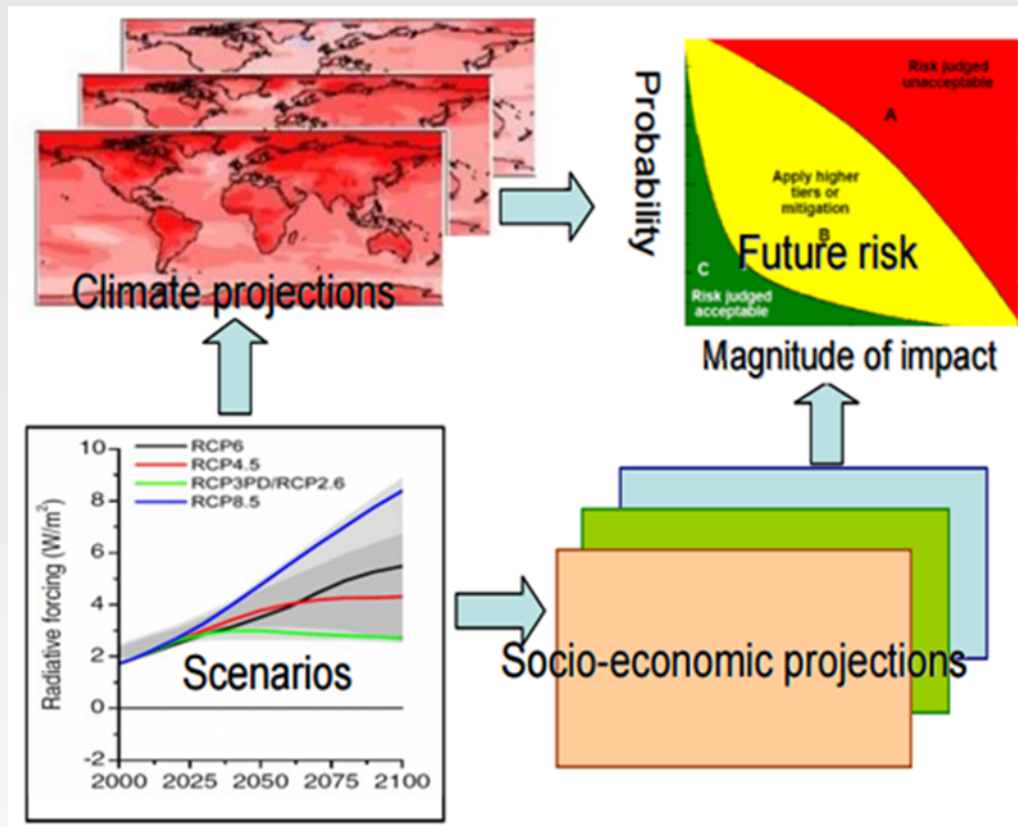 Climate projections
Probability
Risk judged
unacceptable
A
Apply higher
tiers or
mitigation
B
Future risk
C
Risk judged
acceptable
Magnitude of impact
10
8
6
4
2
0
-2
Radiative forcing (W/m²)
RCP6
RCP4.5
RCP3PD/RCP2.6
RCP8.5
Scenarios
2000 2025 2050 2075 2100
Socio-economic projections